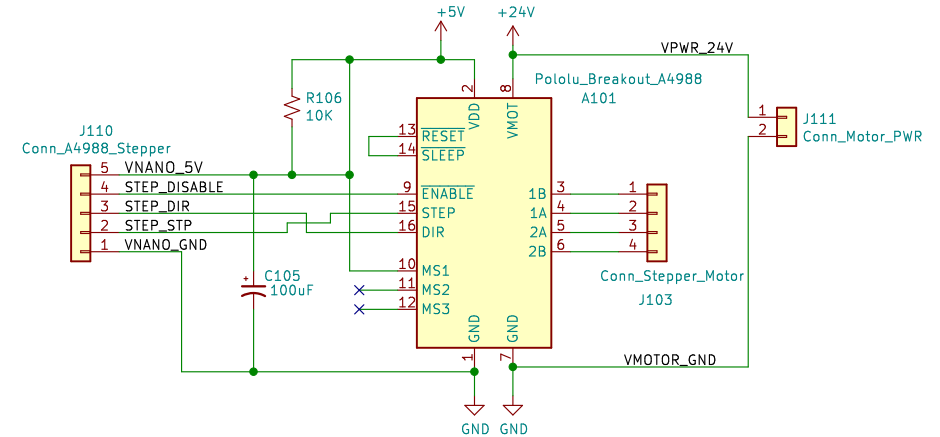 +5V
+24V
VPWR_24V
Pololu_Breakout_A4988
A101
2
8
VDD
VMOT
R106
10K
J111
Conn_Motor_PWR
1
2
J110
Conn_A4988_Stepper
13
RESET
14
SLEEP
5
VNANO_5V
4
STEP_DISABLE
9
ENABLE
1B
3
1
3
STEP_DIR
15
STEP
1A
4
2
2
STEP_STP
16
DIR
2A
5
3
1
VNANO_GND
2B
6
4
10
MS1
11
MS2
12
MS3
+
C105
100uF
Conn_Stepper_Motor
J103
GND
GND
1
7
VMOTOR_GND
GND
GND